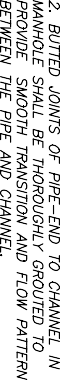 2. BUTTED JOINTS OF PIPE-END TO CHANNEL IN
MANHOLE SHALL BE THOROUGHLY GROUTED TO
PROVIDE SMOOTH TRANSITION AND FLOW PATTERN
BETWEEN THE PIPE AND CHANNEL.